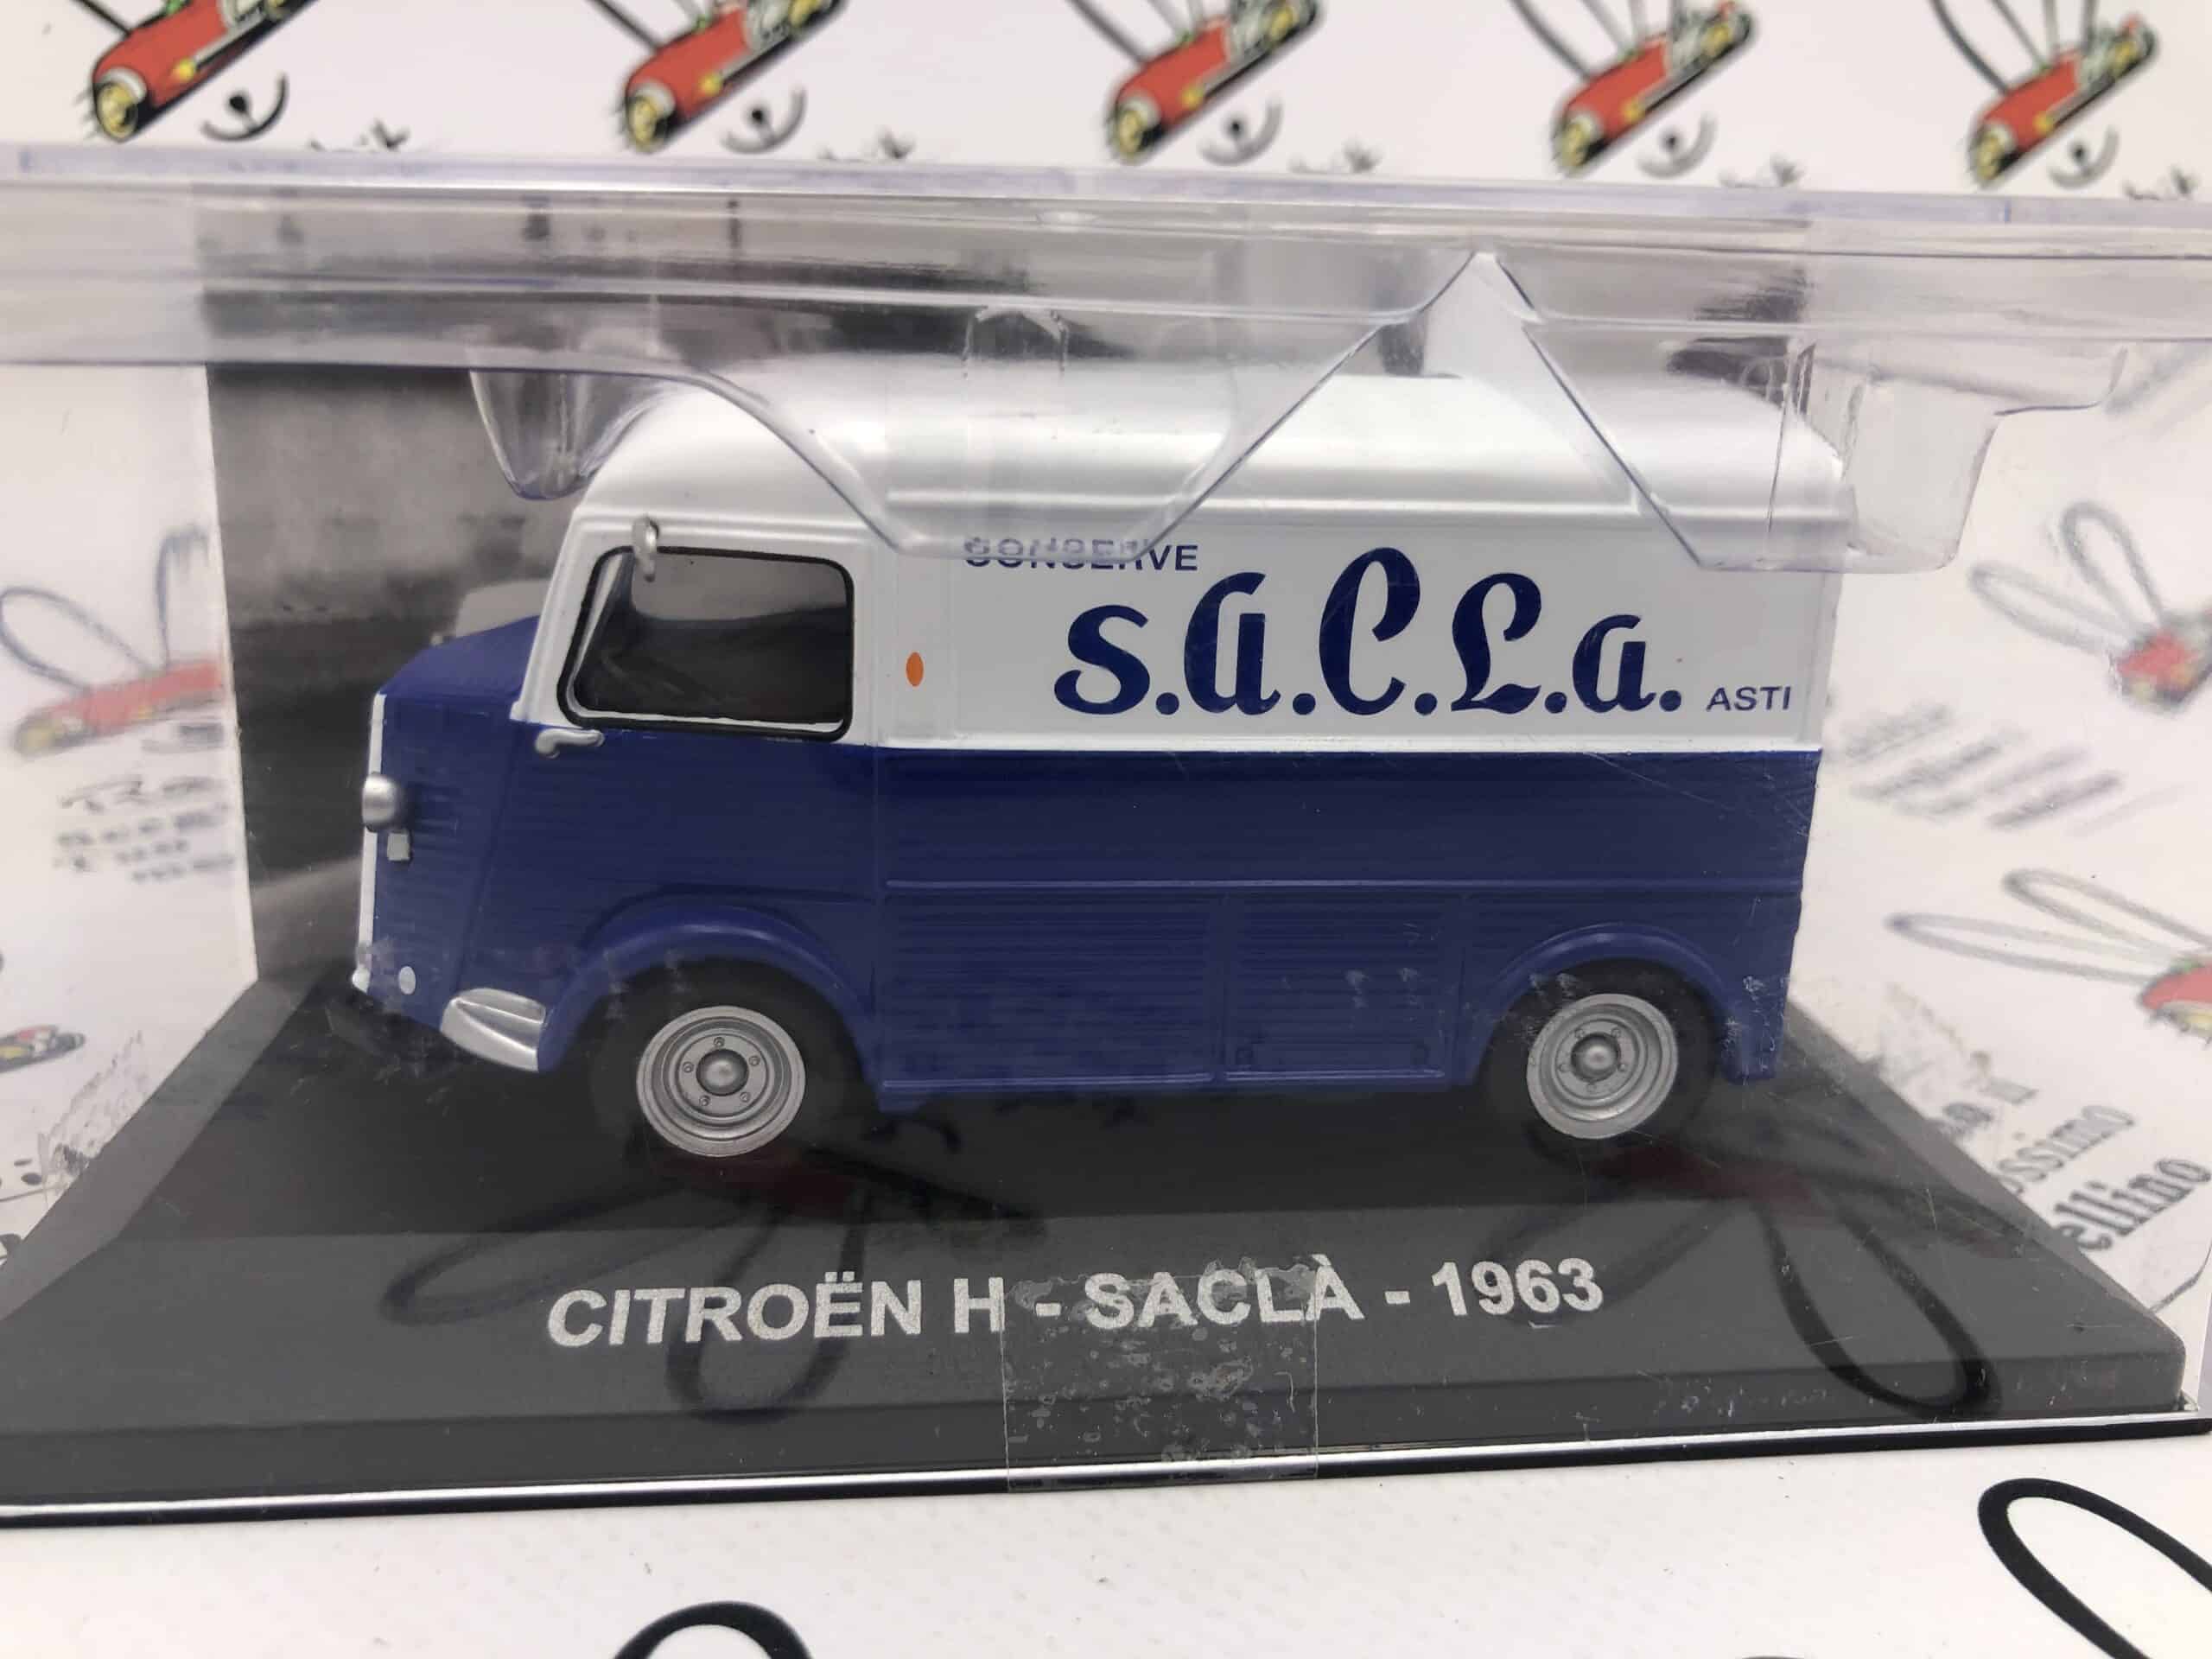 CONSERVE
S.a.C.L.a. ASTI
CITROËN H - SACLÀ - 1963